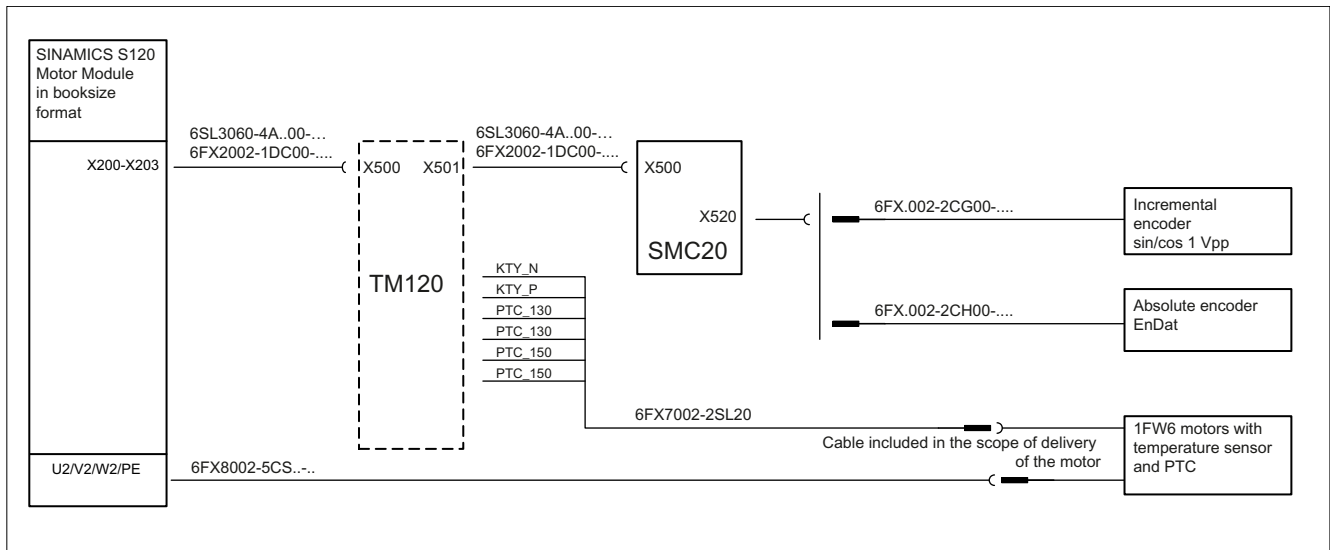 SINAMICS S120
Motor Module
in booksize
format
X200-X203
6SL3060-4A..00-…
6FX2002-1DC00-....
X500 X501
TM120
6SL3060-4A..00-…
6FX2002-1DC00-....
X500
X520
SMC20
6FX.002-2CG00-....
Incremental
encoder
sin/cos 1 Vpp
6FX.002-2CH00-....
Absolute encoder
EnDat
KTY_N
KTY_P
PTC_130
PTC_130
PTC_150
PTC_150
6FX7002-2SL20
Cable included in the scope of delivery
of the motor
1FW6 motors with
temperature sensor
and PTC
U2/V2/W2/PE
6FX8002-5CS..-..